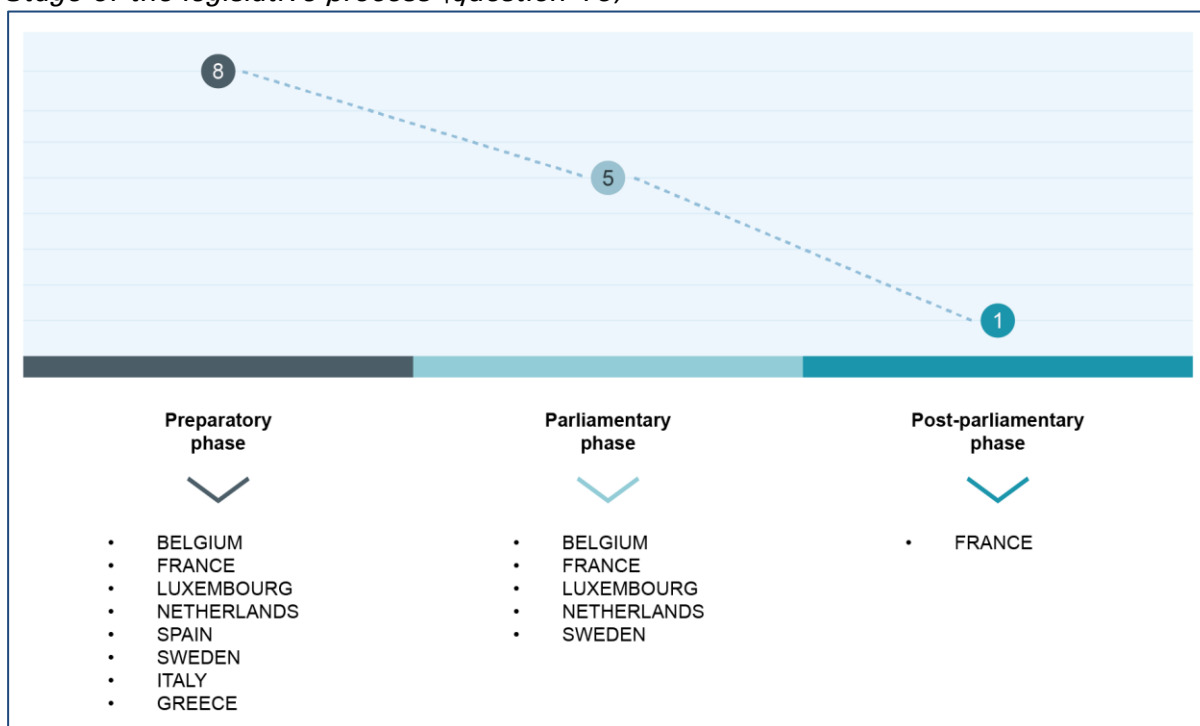 8
5
1
Preparatory
phase
Parliamentary
phase
Post-parliamentary
phase
• BELGIUM
• FRANCE
• LUXEMBOURG
• NETHERLANDS
• SPAIN
• SWEDEN
• ITALY
• GREECE
• BELGIUM
• FRANCE
• LUXEMBOURG
• NETHERLANDS
• SWEDEN
• FRANCE